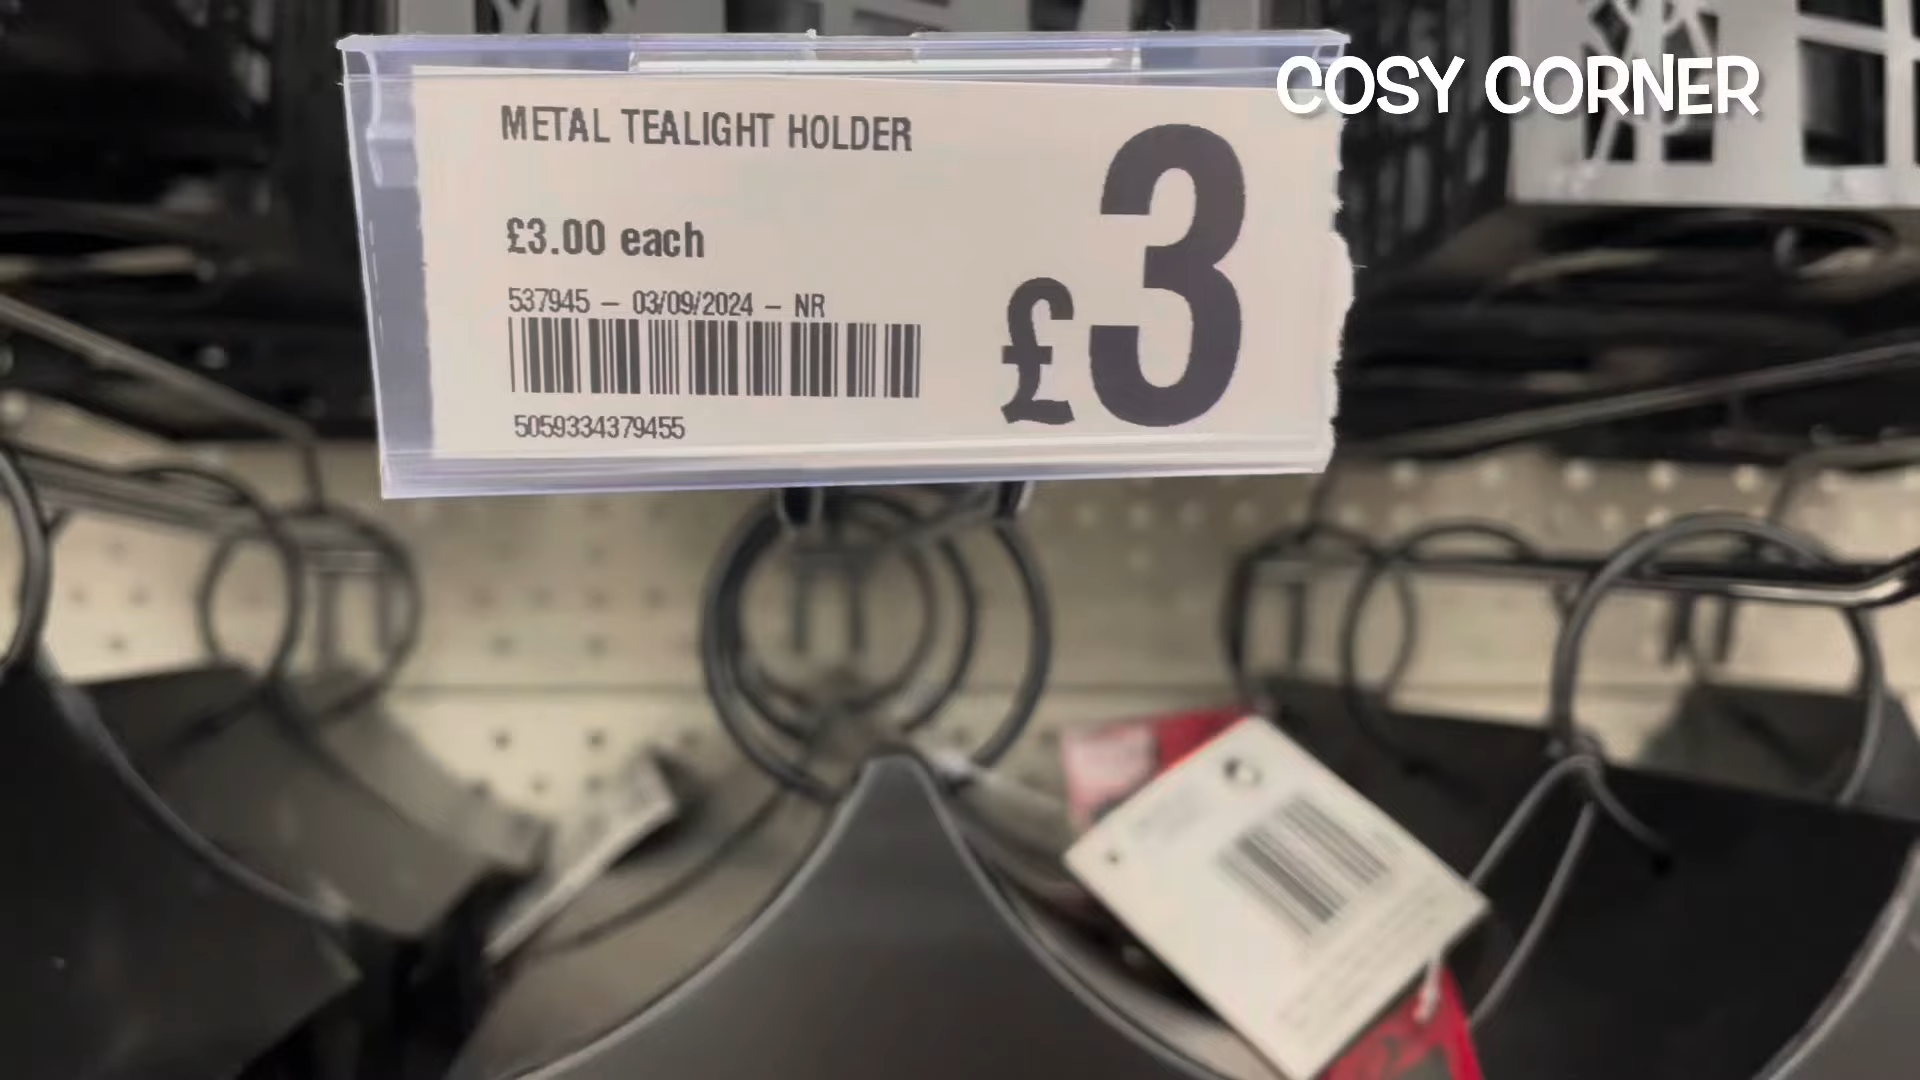 COSY CORNER
METAL TEALIGHT HOLDER
£3.00 each
£3
537945 – 03/09/2024 – NR
5059334379455